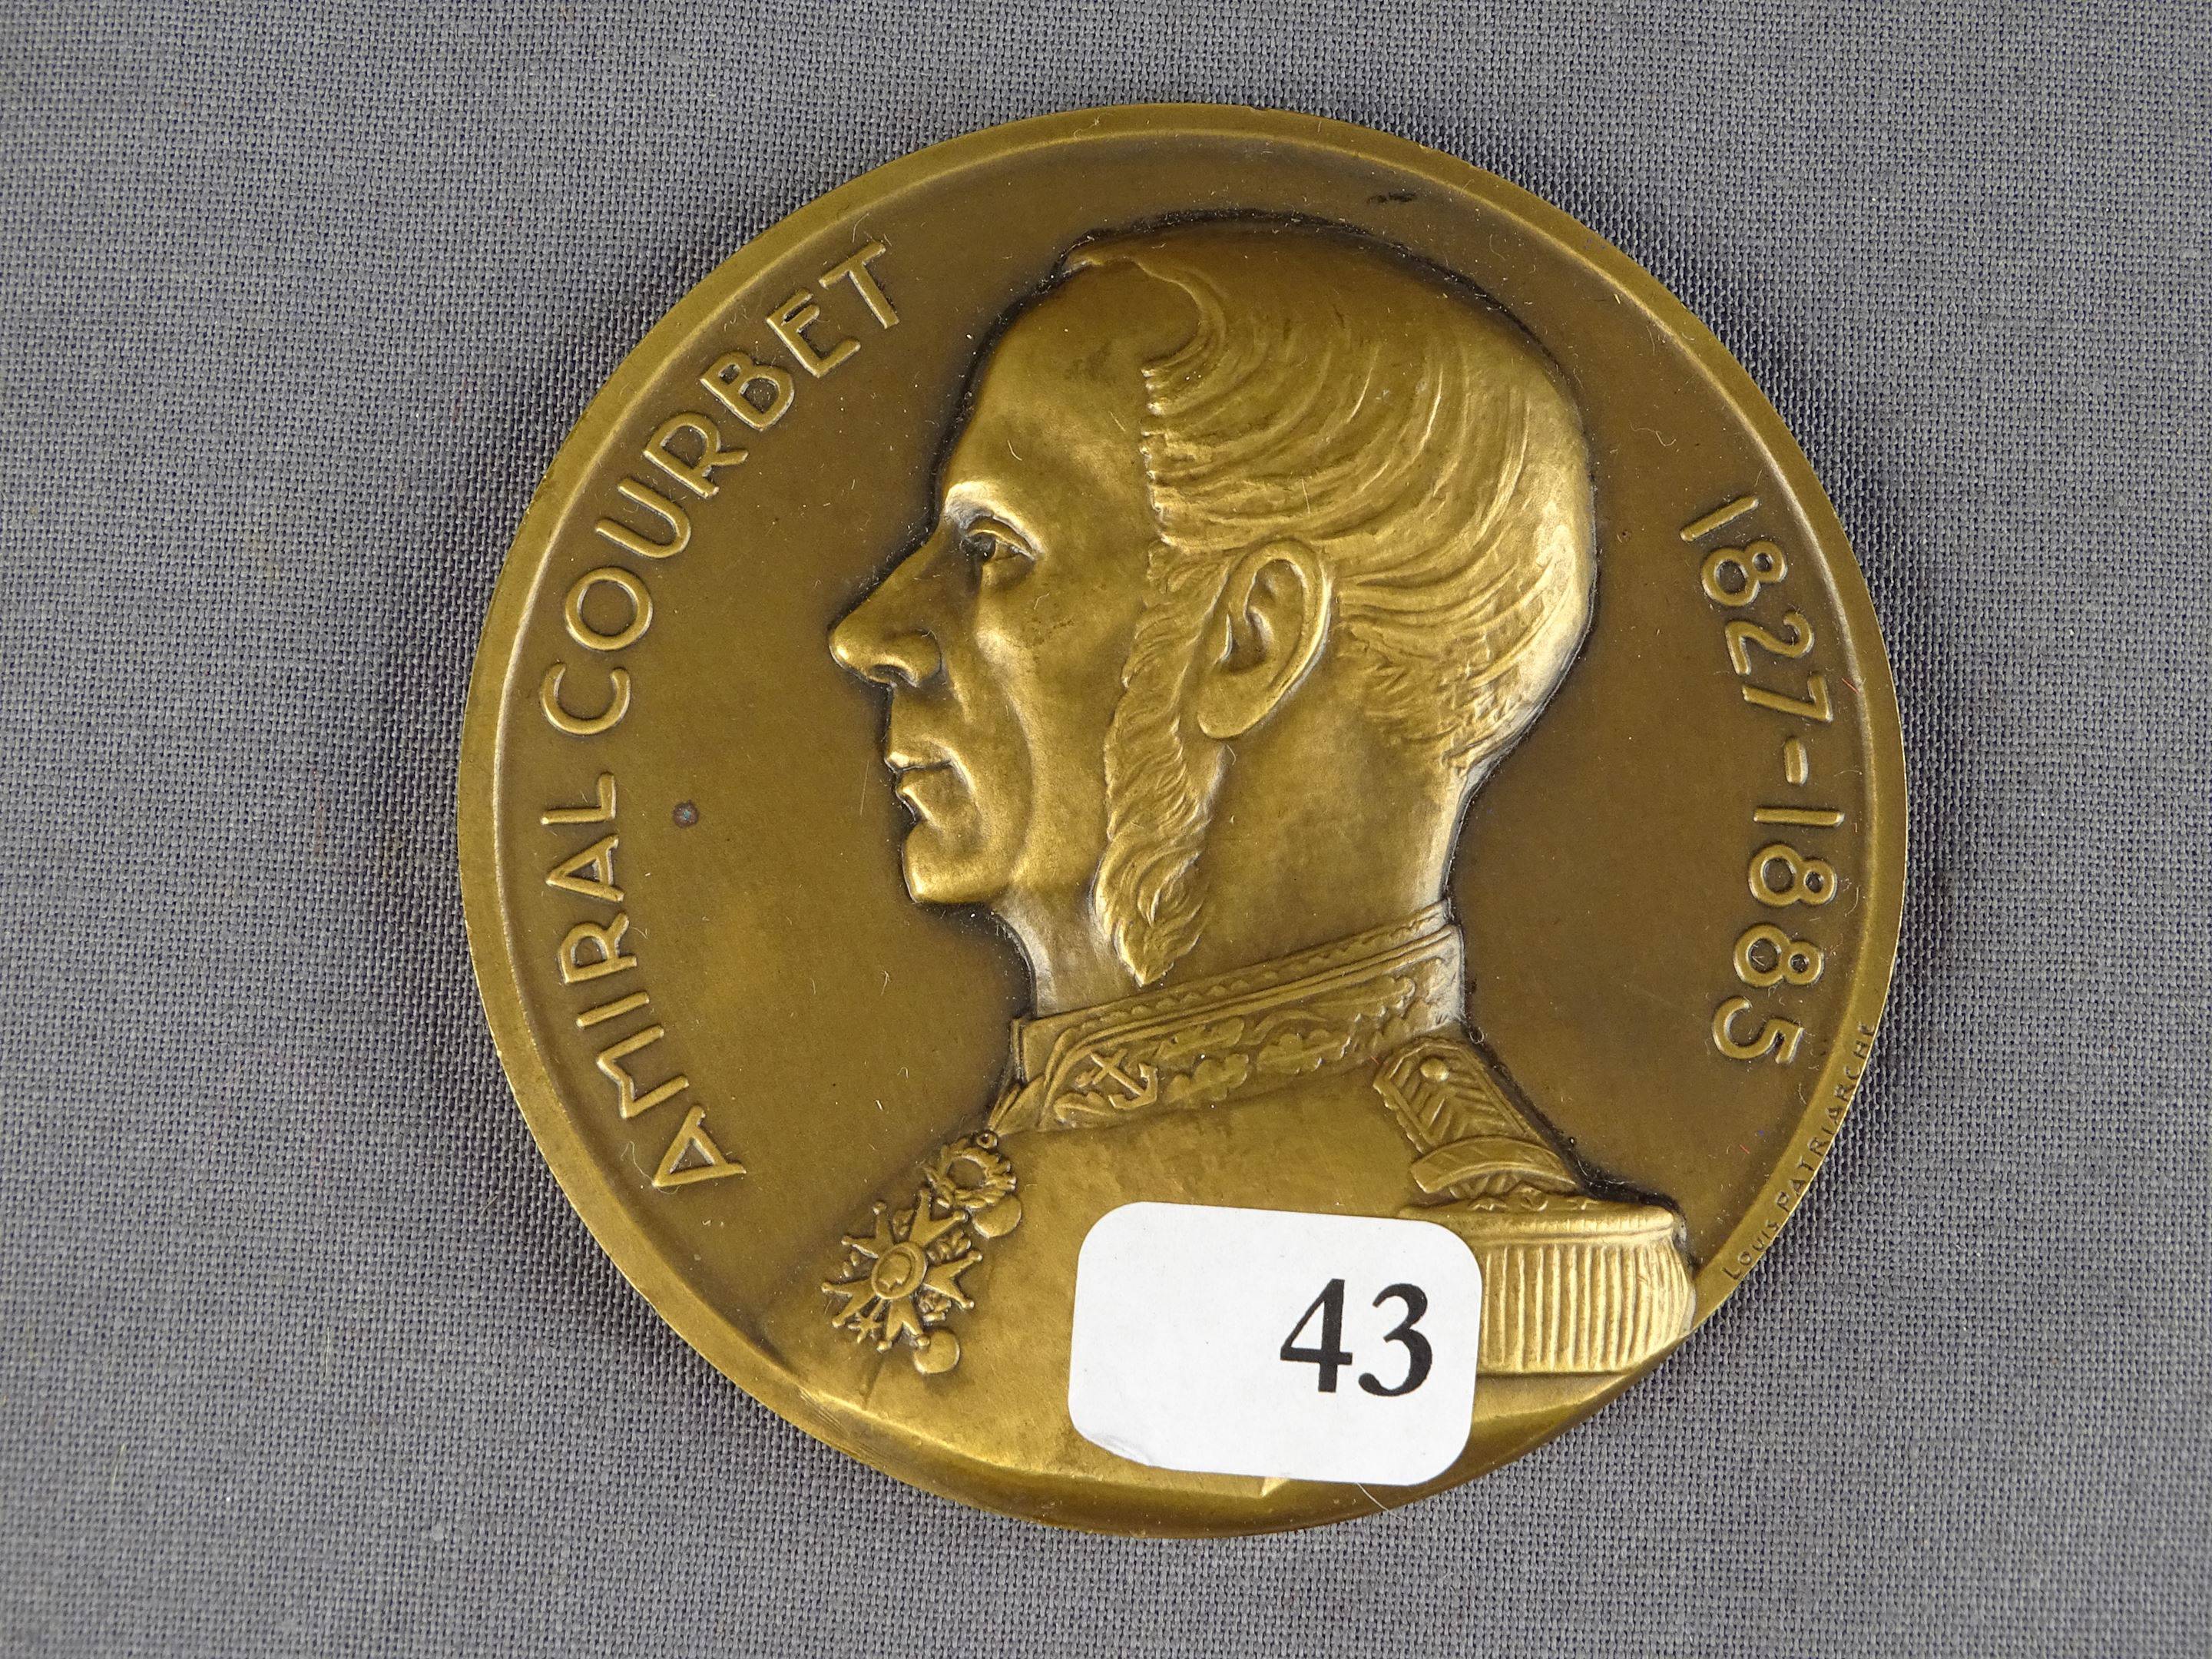 AMIRAL COURBET
1827-1885
LOUIS PATRIARCHE
43